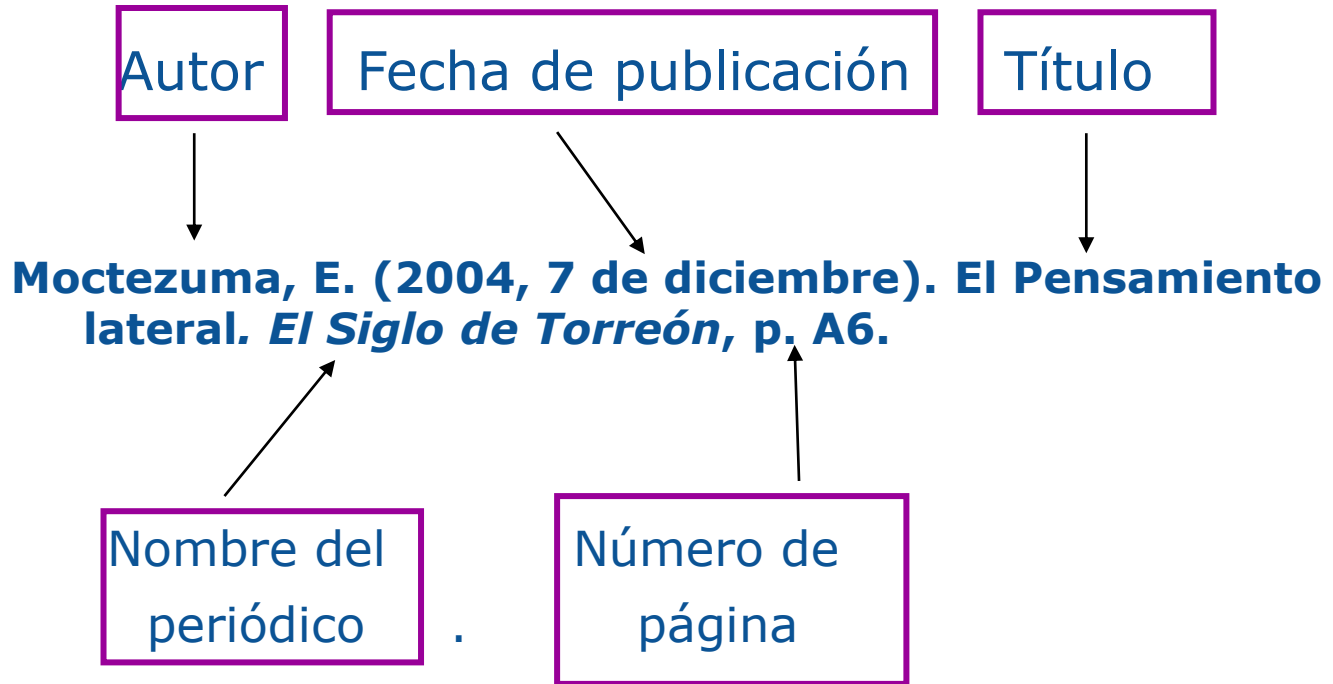 Autor Fecha de publicación Título
Moctezuma, E. (2004, 7 de diciembre). El Pensamiento
lateral. El Siglo de Torreón, p. A6.
Nombre del
periódico .
Número de
página